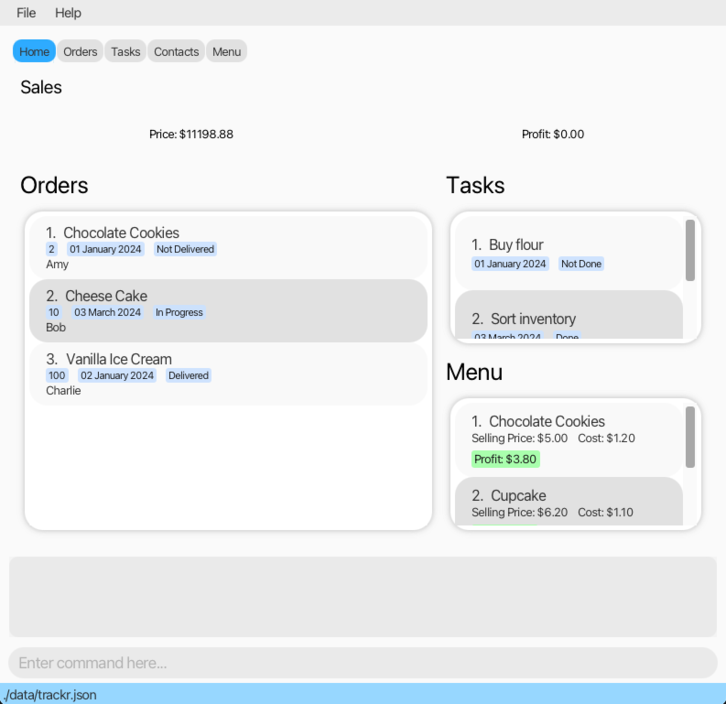 File Help
Home Orders Tasks Contacts Menu
Sales
Price: $11198.88 Profit: $0.00
Orders
1. Chocolate Cookies
2 01 January 2024 Not Delivered
Amy
2. Cheese Cake
10 03 March 2024 In Progress
Bob
3. Vanilla Ice Cream
100 02 January 2024 Delivered
Charlie
Tasks
1. Buy flour
01 January 2024 Not Done
2. Sort inventory
03 March 2024 Done
Menu
1. Chocolate Cookies
Selling Price: $5.00 Cost: $1.20
Profit: $3.80
2. Cupcake
Selling Price: $6.20 Cost: $1.10
Enter command here...
./data/trackr.json